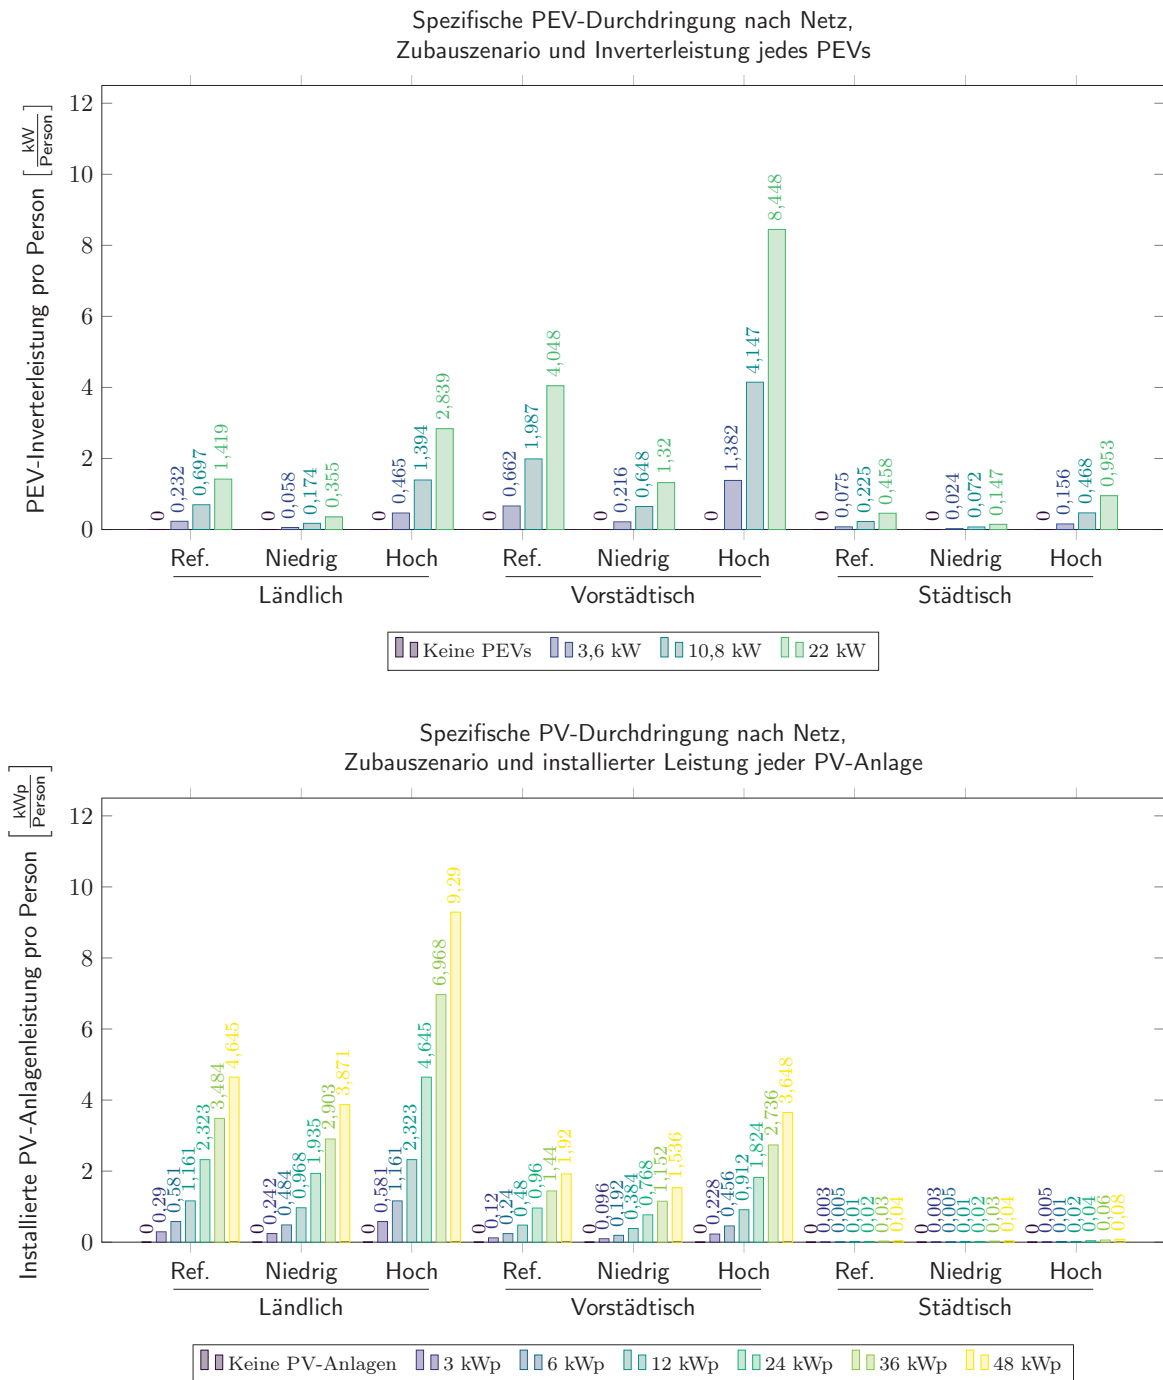 Spezifische PEV-Durchdringung nach Netz,
Zubauszenario und Inverterleistung jedes PEVs
PEV-Inverterleistung pro Person [kW/Person]
12
10
8
6
4
2
0
0 0,232 0,697 1,419
0 0,058 0,174 0,355
0 0,465 1,394 2,839
0 0,662 1,987 4,048
0 0,216 0,648 1,32
0 1,382 4,147 8,448
0 0,075 0,225 0,458
0 0,024 0,072 0,147
0 0,156 0,468 0,953
Ref. Niedrig Hoch Ref. Niedrig Hoch Ref. Niedrig Hoch
Ländlich Vorstädtisch Städtisch
Keine PEVs 3,6 kW 10,8 kW 22 kW
Spezifische PV-Durchdringung nach Netz,
Zubauszenario und installierter Leistung jeder PV-Anlage
Installierte PV-Anlagenleistung pro Person [kWp/Person]
12
10
8
6
4
2
0
0 0,29 0,581 1,161 2,323 3,484 4,645
0 0,242 0,484 0,968 1,935 2,903 3,871
0 0,581 1,161 2,323 4,645 6,968 9,29
0 0,12 0,24 0,48 0,96 1,44 1,92
0 0,096 0,192 0,384 0,768 1,152 1,536
0 0,228 0,456 0,912 1,824 2,736 3,648
0 0,003 0,005 0,01 0,02 0,03 0,04
0 0,003 0,005 0,01 0,02 0,03 0,04
0 0,005 0,01 0,02 0,04 0,06 0,08
Ref. Niedrig Hoch Ref. Niedrig Hoch Ref. Niedrig Hoch
Ländlich Vorstädtisch Städtisch
Keine PV-Anlagen 3 kWp 6 kWp 12 kWp 24 kWp 36 kWp 48 kWp